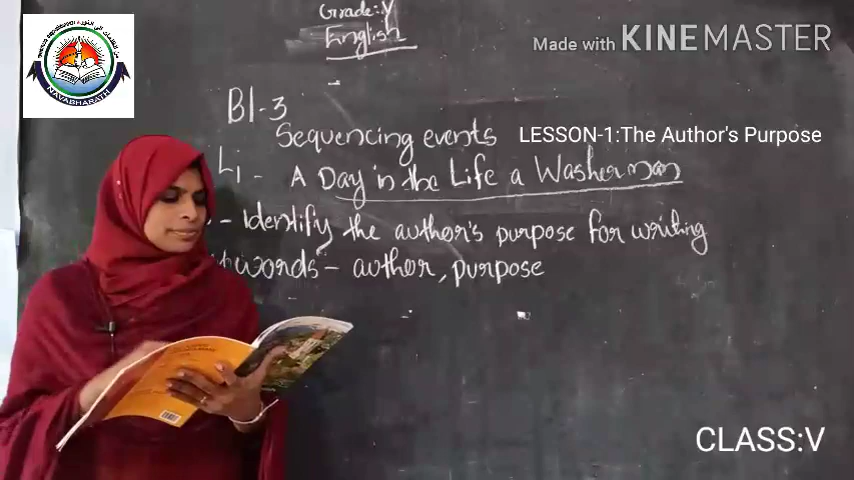 Grade:-V
English
Made with KINEMASTER
NAVABHARATH
Bl-3
Sequencing events
LESSON-1:The Author's Purpose
L1 - A Day in the Life a Washerman
- Identify the author's purpose for writing
words - author, purpose
CLASS:V